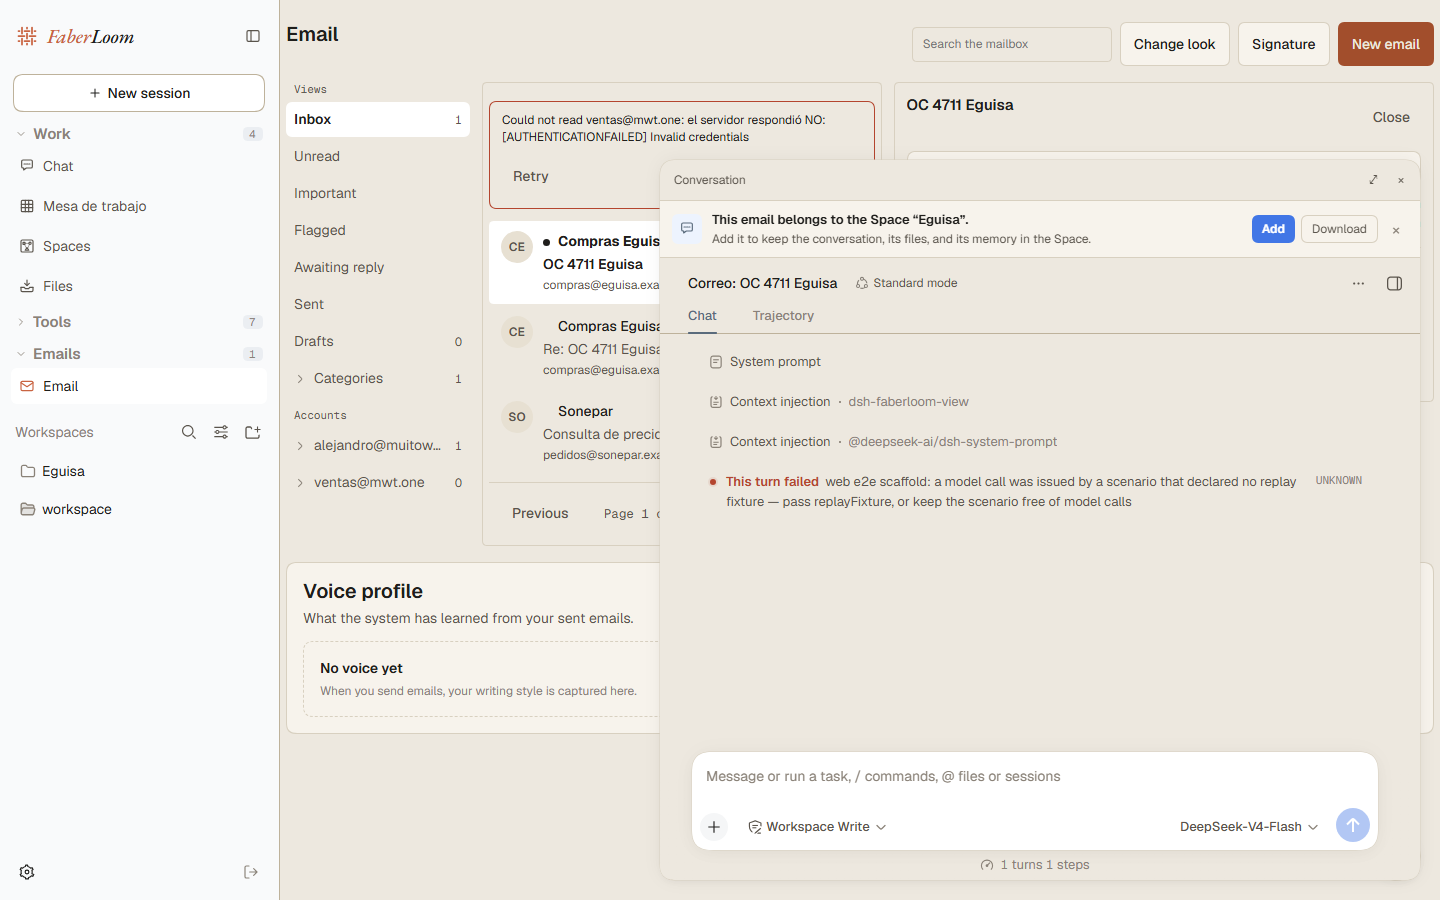 FaberLoom
New session
Work 4
Chat
Mesa de trabajo
Spaces
Files
Tools 7
Emails 1
Email
Workspaces
Eguisa
workspace
Email
Search the mailbox
Change look
Signature
New email
Views
Inbox 1
Unread
Important
Flagged
Awaiting reply
Sent
Drafts 0
Categories 1
Accounts
alejandro@muitow... 1
ventas@mwt.one 0
Could not read ventas@mwt.one: el servidor respondió NO:
[AUTHENTICATIONFAILED] Invalid credentials
Retry
CE
Compras Eguis
OC 4711 Eguisa
compras@eguisa.exa
CE
Compras Eguisa
Re: OC 4711 Eguisa
compras@eguisa.exa
SO
Sonepar
Consulta de precio
pedidos@sonepar.exa
Previous
Page 1
OC 4711 Eguisa
Close
Voice profile
What the system has learned from your sent emails.
No voice yet
When you send emails, your writing style is captured here.
Conversation
This email belongs to the Space “Eguisa”.
Add it to keep the conversation, its files, and its memory in the Space.
Add
Download
Correo: OC 4711 Eguisa
Standard mode
Chat
Trajectory
System prompt
Context injection · dsh-faberloom-view
Context injection · @deepseek-ai/dsh-system-prompt
This turn failed web e2e scaffold: a model call was issued by a scenario that declared no replay
fixture — pass replayFixture, or keep the scenario free of model calls
UNKNOWN
Message or run a task, / commands, @ files or sessions
Workspace Write
DeepSeek-V4-Flash
1 turns 1 steps